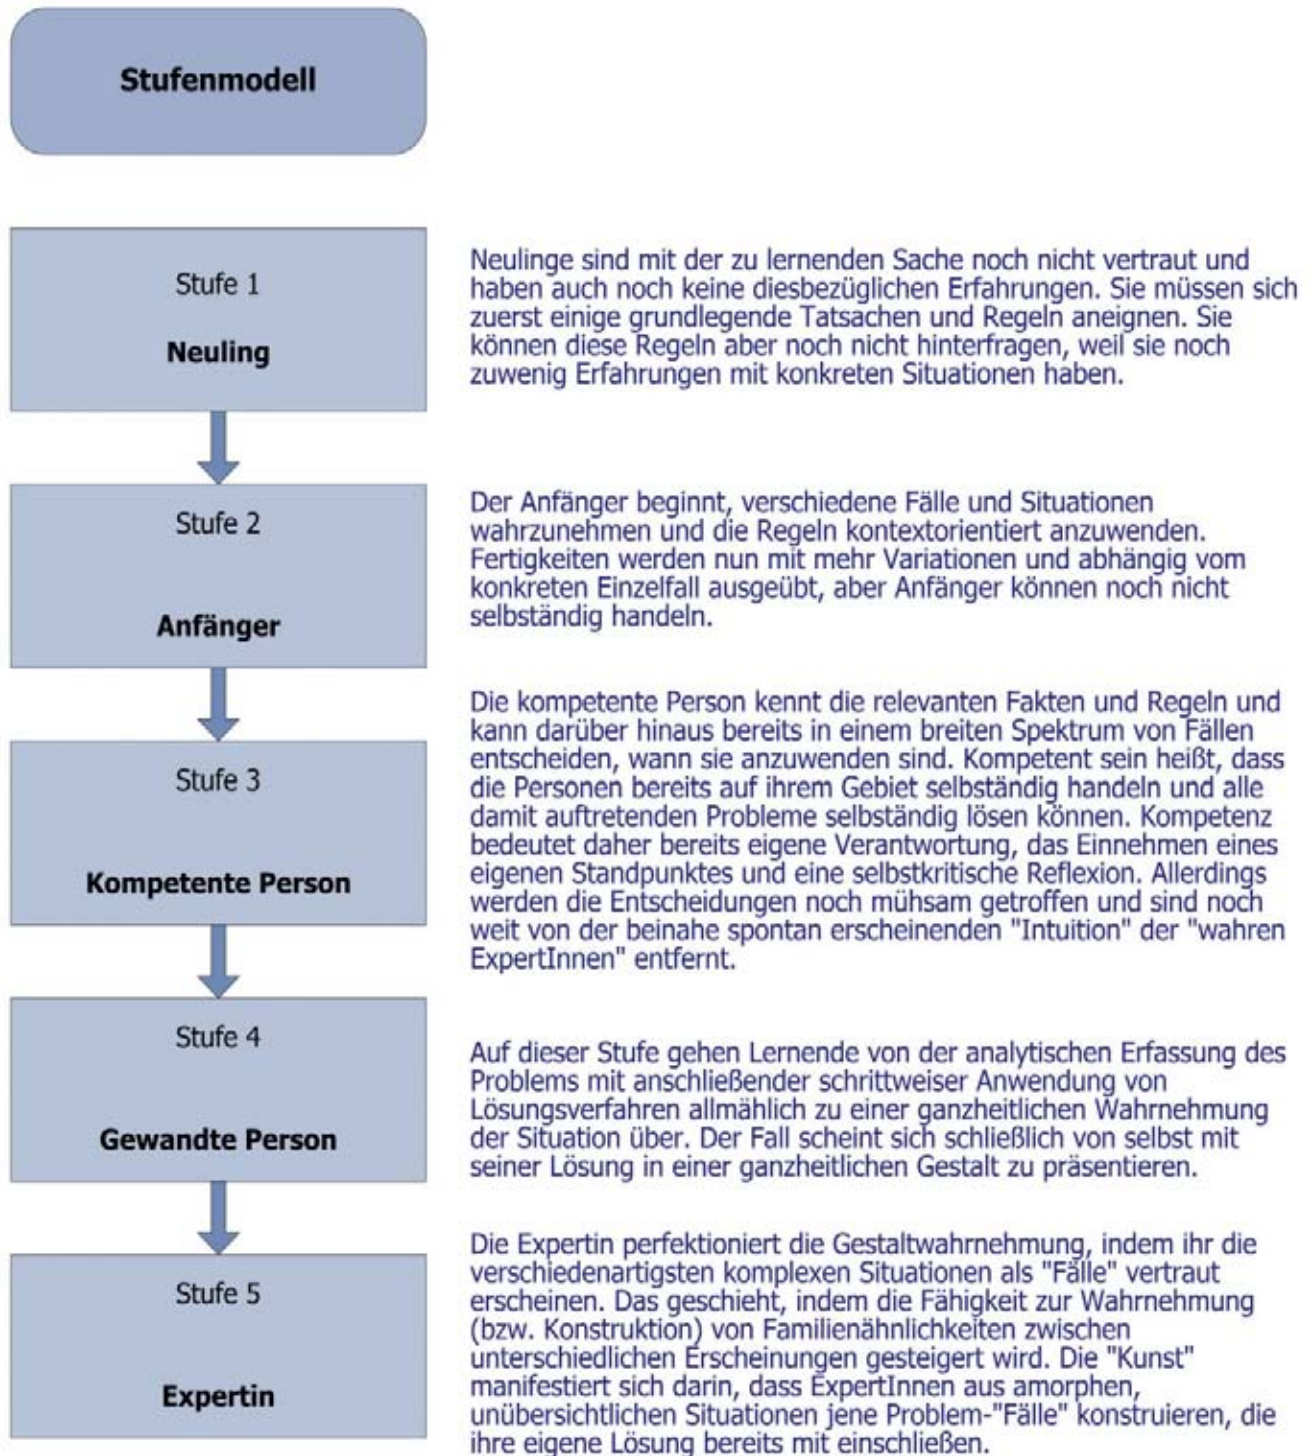 Stufenmodell
Stufe 1
Neuling
Neulinge sind mit der zu lernenden Sache noch nicht vertraut und
haben auch noch keine diesbezüglichen Erfahrungen. Sie müssen sich
zuerst einige grundlegende Tatsachen und Regeln aneignen. Sie
können diese Regeln aber noch nicht hinterfragen, weil sie noch
zuwenig Erfahrungen mit konkreten Situationen haben.
Stufe 2
Anfänger
Der Anfänger beginnt, verschiedene Fälle und Situationen
wahrzunehmen und die Regeln kontextorientiert anzuwenden.
Fertigkeiten werden nun mit mehr Variationen und abhängig vom
konkreten Einzelfall ausgeübt, aber Anfänger können noch nicht
selbständig handeln.
Stufe 3
Kompetente Person
Die kompetente Person kennt die relevanten Fakten und Regeln und
kann darüber hinaus bereits in einem breiten Spektrum von Fällen
entscheiden, wann sie anzuwenden sind. Kompetent sein heißt, dass
die Personen bereits auf ihrem Gebiet selbständig handeln und alle
damit auftretenden Probleme selbständig lösen können. Kompetenz
bedeutet daher bereits eigene Verantwortung, das Einnehmen eines
eigenen Standpunktes und eine selbstkritische Reflexion. Allerdings
werden die Entscheidungen noch mühsam getroffen und sind noch
weit von der beinahe spontan erscheinenden "Intuition" der "wahren
ExpertInnen" entfernt.
Stufe 4
Gewandte Person
Auf dieser Stufe gehen Lernende von der analytischen Erfassung des
Problems mit anschließender schrittweiser Anwendung von
Lösungsverfahren allmählich zu einer ganzheitlichen Wahrnehmung
der Situation über. Der Fall scheint sich schließlich von selbst mit
seiner Lösung in einer ganzheitlichen Gestalt zu präsentieren.
Stufe 5
Expertin
Die Expertin perfektioniert die Gestaltwahrnehmung, indem ihr die
verschiedenartigsten komplexen Situationen als "Fälle" vertraut
erscheinen. Das geschieht, indem die Fähigkeit zur Wahrnehmung
(bzw. Konstruktion) von Familienähnlichkeiten zwischen
unterschiedlichen Erscheinungen gesteigert wird. Die "Kunst"
manifestiert sich darin, dass ExpertInnen aus amorphen,
unübersichtlichen Situationen jene Problem-"Fälle" konstruieren, die
ihre eigene Lösung bereits mit einschließen.